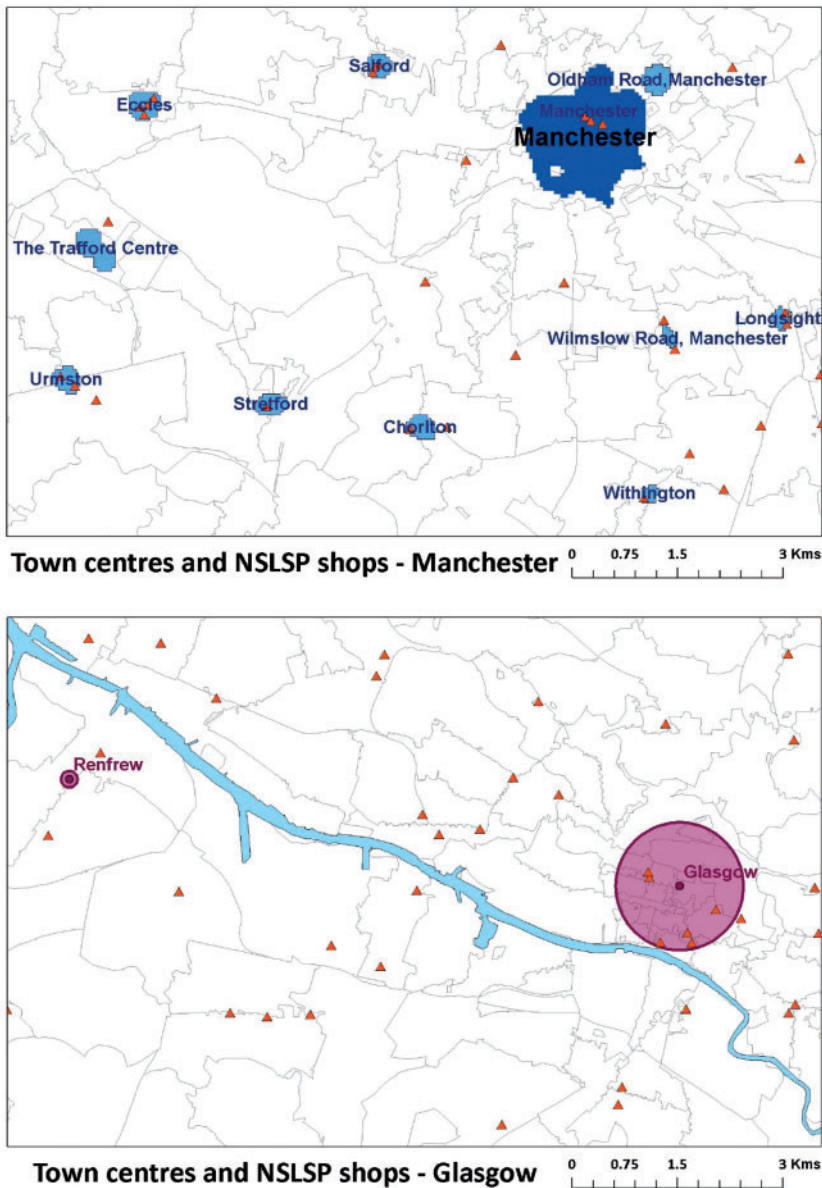 Salford
Oldham Road, Manchester
Eccles
Manchester
Manchester
The Trafford Centre
Longsight
Wilmslow Road, Manchester
Urmston
Stretford
Chorlton
Withington
Town centres and NSLSP shops - Manchester
0 0.75 1.5 3 Kms
Renfrew
Glasgow
Town centres and NSLSP shops - Glasgow
0 0.75 1.5 3 Kms